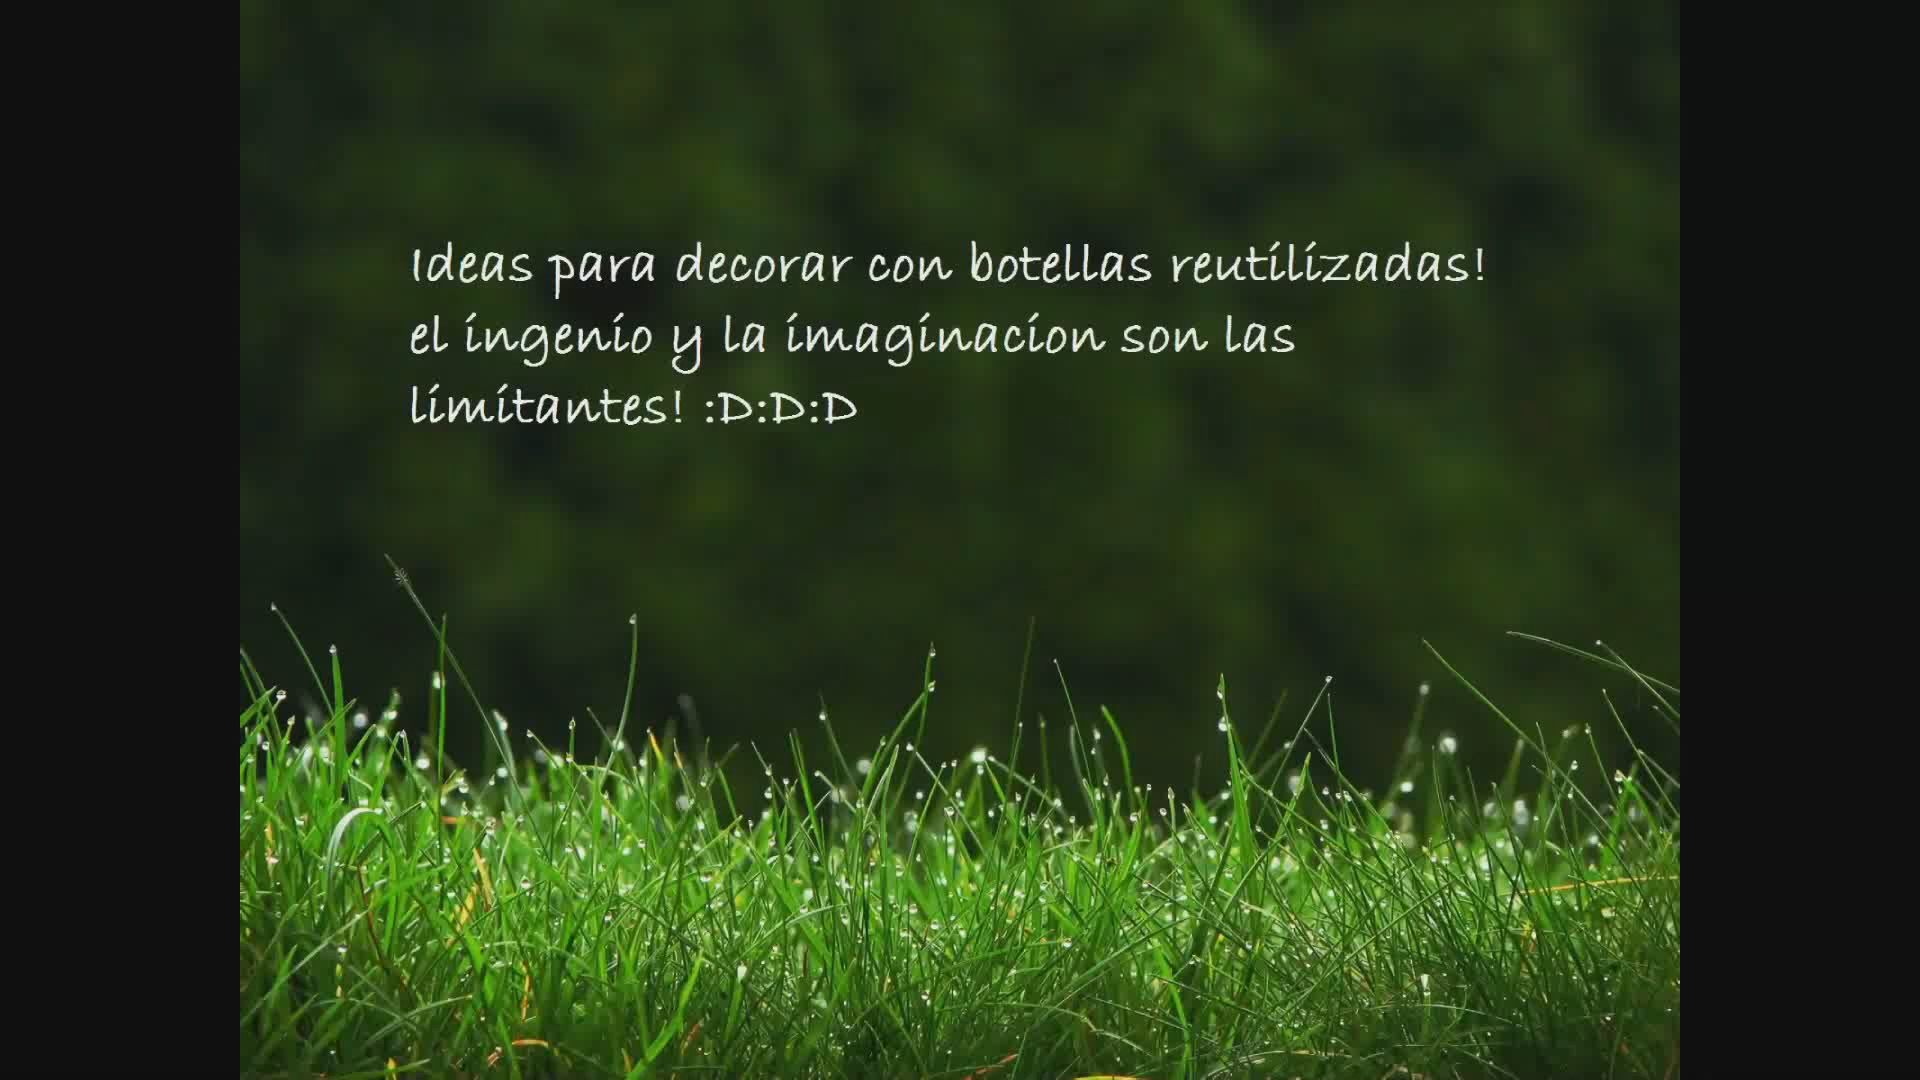 Ideas para decorar con botellas reutilizadas!
el ingenio y la imaginacion son las
limitantes! :D:D:D